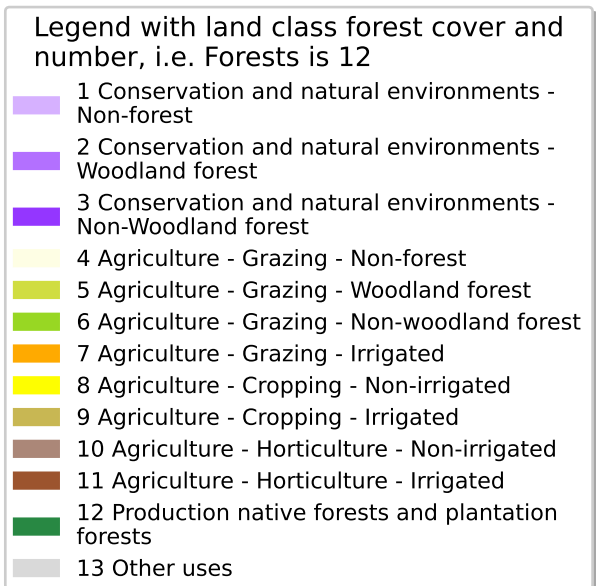 Legend with land class forest cover and
number, i.e. Forests is 12
1 Conservation and natural environments -
Non-forest
2 Conservation and natural environments -
Woodland forest
3 Conservation and natural environments -
Non-Woodland forest
4 Agriculture - Grazing - Non-forest
5 Agriculture - Grazing - Woodland forest
6 Agriculture - Grazing - Non-woodland forest
7 Agriculture - Grazing - Irrigated
8 Agriculture - Cropping - Non-irrigated
9 Agriculture - Cropping - Irrigated
10 Agriculture - Horticulture - Non-irrigated
11 Agriculture - Horticulture - Irrigated
12 Production native forests and plantation
forests
13 Other uses